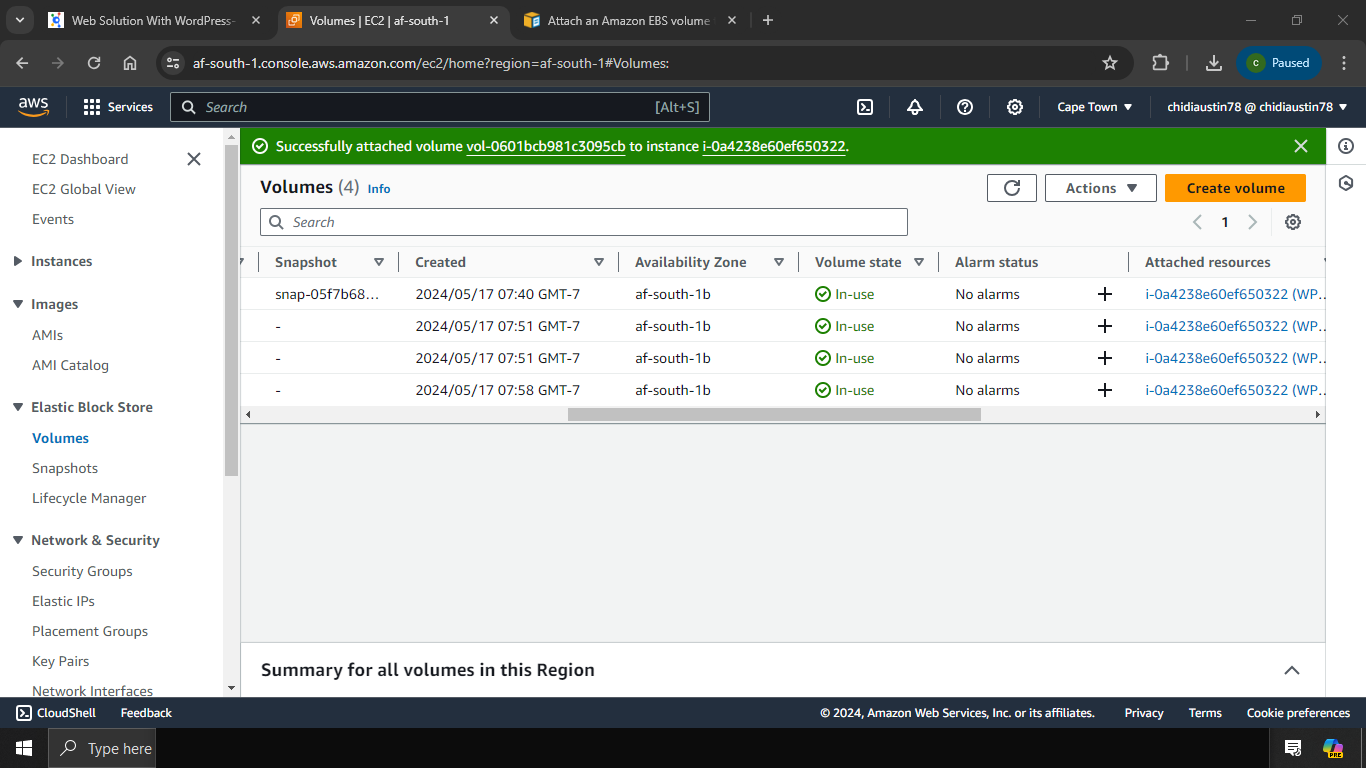 Web Solution With WordPress-
Volumes | EC2 | af-south-1
Attach an Amazon EBS volume
af-south-1.console.aws.amazon.com/ec2/home?region=af-south-1#Volumes:
c Paused
aws Services Search [Alt+S] Cape Town chidiaustin78 @ chidiaustin78
EC2 Dashboard
EC2 Global View
Events
Instances
Images
AMIs
AMI Catalog
Elastic Block Store
Volumes
Snapshots
Lifecycle Manager
Network & Security
Security Groups
Elastic IPs
Placement Groups
Key Pairs
Network Interfaces
Successfully attached volume vol-0601bcb981c3095cb to instance i-0a4238e60ef650322.
Volumes (4) Info
Actions
Create volume
Search
1
Snapshot Created Availability Zone Volume state Alarm status Attached resources
snap-05f7b68... 2024/05/17 07:40 GMT-7 af-south-1b In-use No alarms + i-0a4238e60ef650322 (WP...
- 2024/05/17 07:51 GMT-7 af-south-1b In-use No alarms + i-0a4238e60ef650322 (WP...
- 2024/05/17 07:51 GMT-7 af-south-1b In-use No alarms + i-0a4238e60ef650322 (WP...
- 2024/05/17 07:58 GMT-7 af-south-1b In-use No alarms + i-0a4238e60ef650322 (WP...
Summary for all volumes in this Region
CloudShell Feedback © 2024, Amazon Web Services, Inc. or its affiliates. Privacy Terms Cookie preferences
Type here
PRE